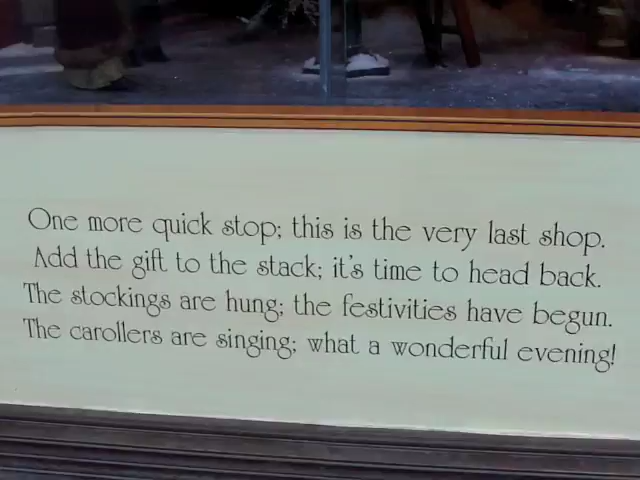 One more quick stop; this is the very last shop.
Add the gift to the stack; it's time to head back.
The stockings are hung; the festivities have begun.
The carollers are singing; what a wonderful evening!